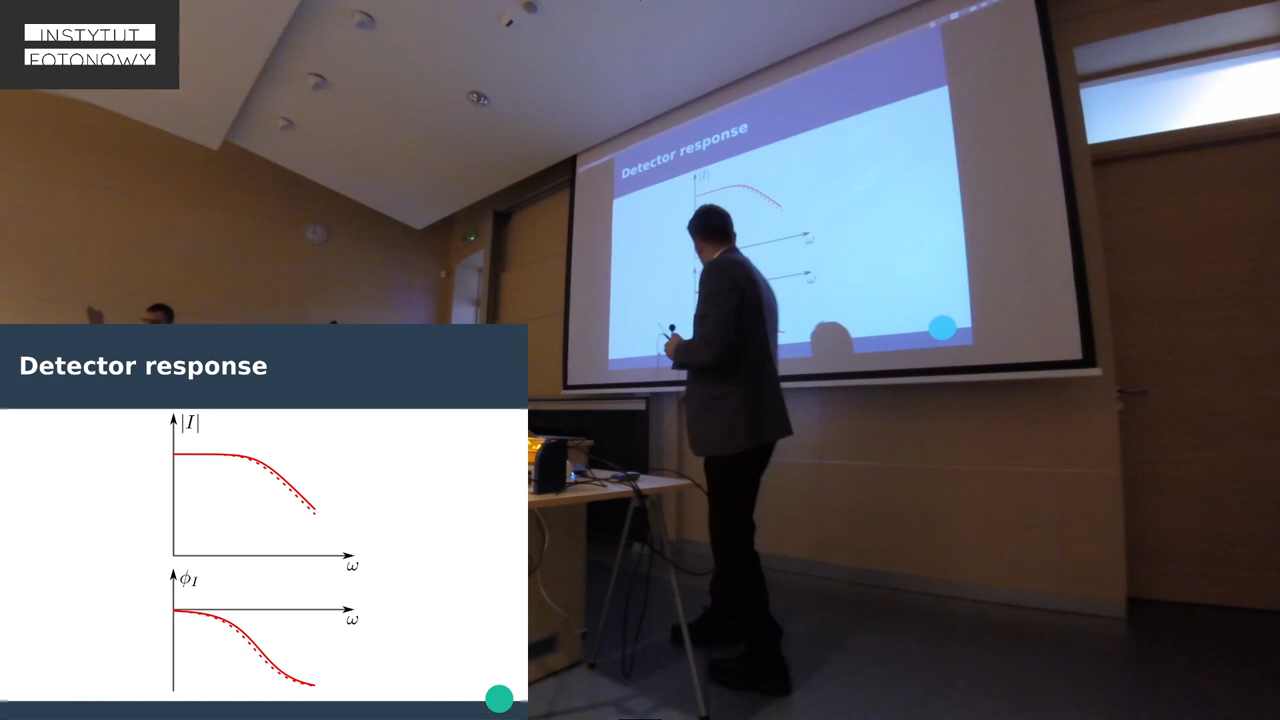 INSTYTUT
FOTONOWY
Detector response
|I|
ω
ω
Detector response
|I|
ω
ϕ_I
ω